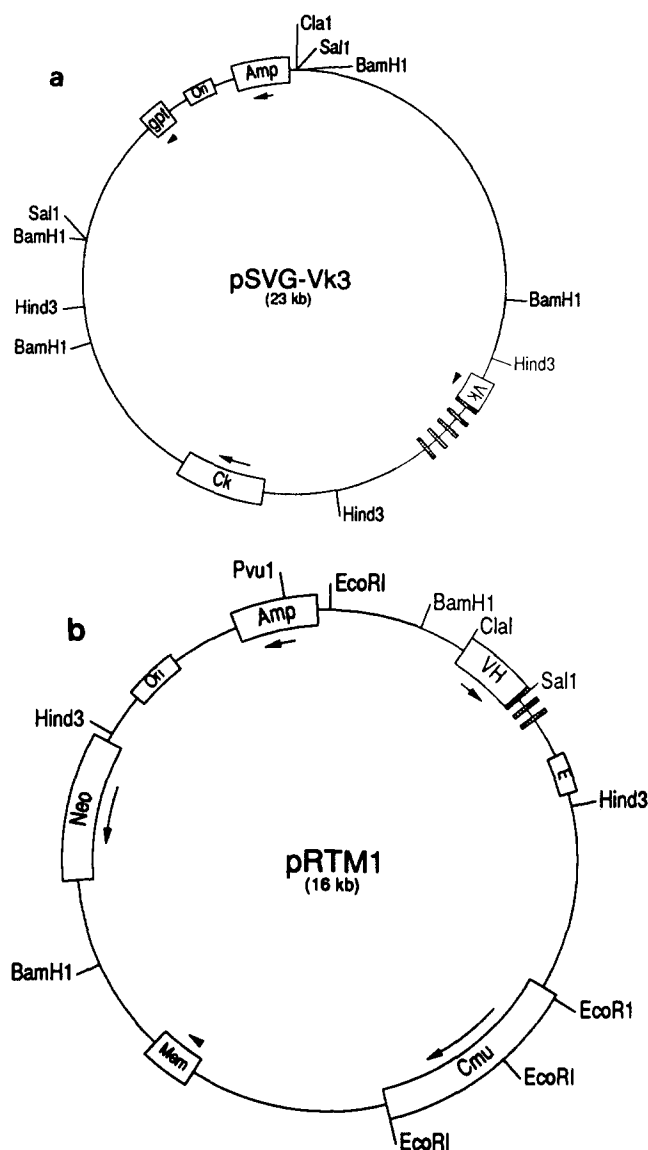 a
Cla1
Sal1
BamH1
Amp
Ori
gpt
Sal1
BamH1
Hind3
BamH1
pSVG-Vk3
(23 kb)
BamH1
Hind3
Vk
Ck
Hind3
b
Pvu1
EcoRI
Amp
BamH1
ClaI
VH
Sal1
Ori
Hind3
Neo
E
Hind3
pRTM1
(16 kb)
BamH1
Mem
Cmu
EcoR1
EcoRI
EcoRI